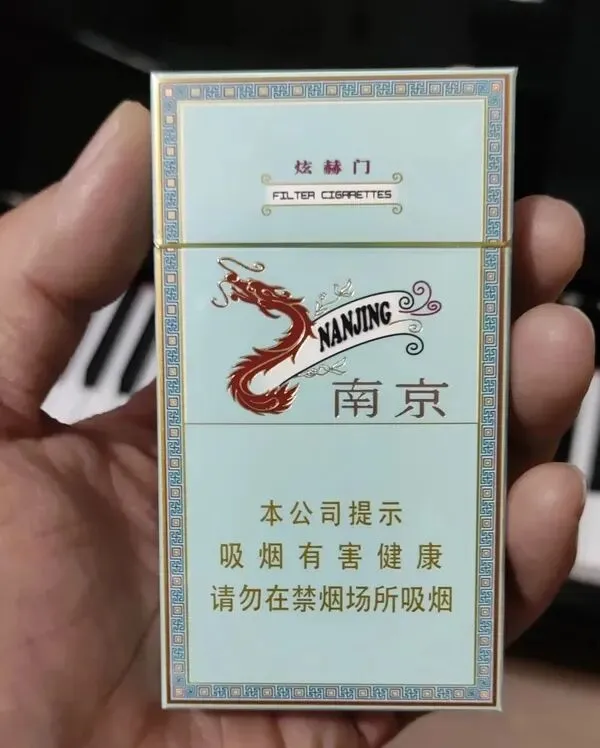 炫赫门
FILTER CIGARETTES
NANJING
南京
本公司提示
吸烟有害健康
请勿在禁烟场所吸烟